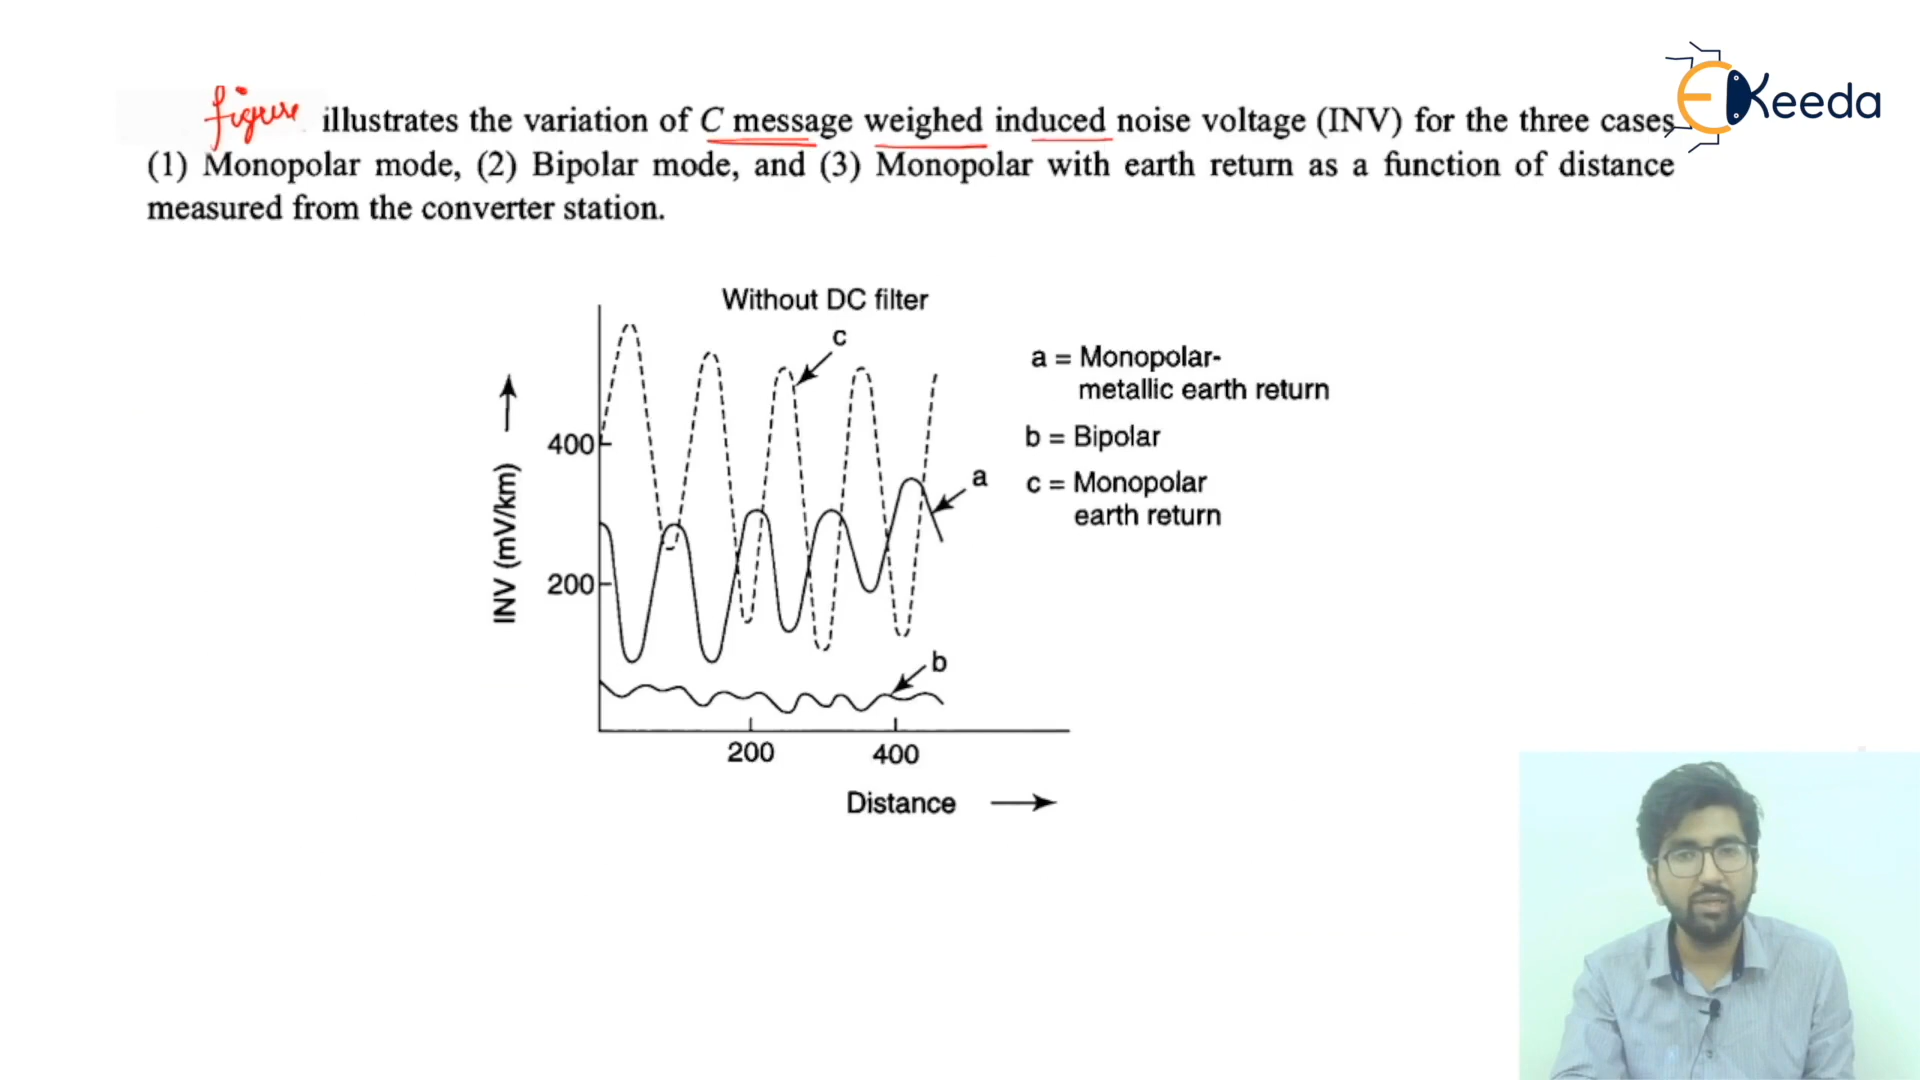 EKeeda
figure illustrates the variation of C message weighed induced noise voltage (INV) for the three cases
(1) Monopolar mode, (2) Bipolar mode, and (3) Monopolar with earth return as a function of distance
measured from the converter station.
Without DC filter
c
a = Monopolar-
metallic earth return
b = Bipolar
c = Monopolar
earth return
400
a
INV (mV/km)
200
b
200 400
Distance